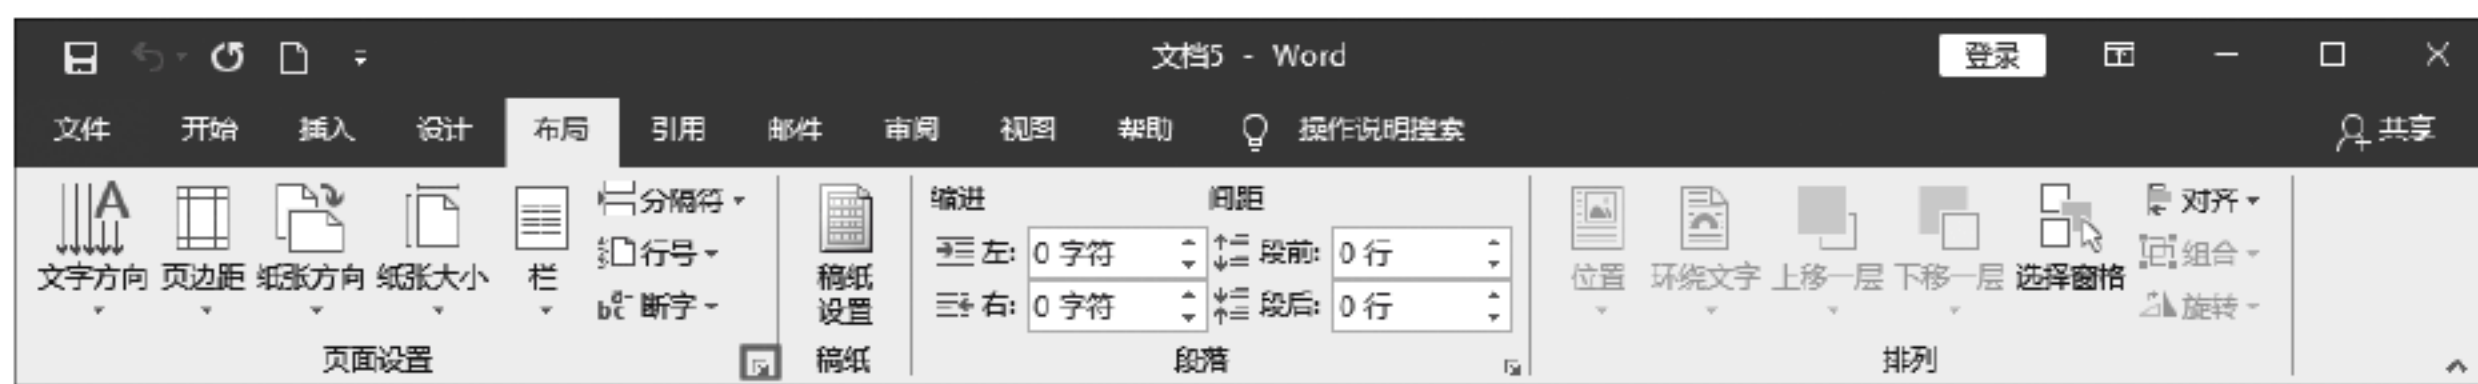 文档5 - Word 登录
文件 开始 插入 设计 布局 引用 邮件 审阅 视图 帮助 操作说明搜索 共享
文字方向 页边距 纸张方向 纸张大小 栏
分隔符
行号
bc 断字
稿纸
设置
缩进 间距
左: 0 字符 段前: 0 行
右: 0 字符 段后: 0 行
位置 环绕文字 上移一层 下移一层 选择窗格
对齐
组合
旋转
页面设置 稿纸 段落 排列